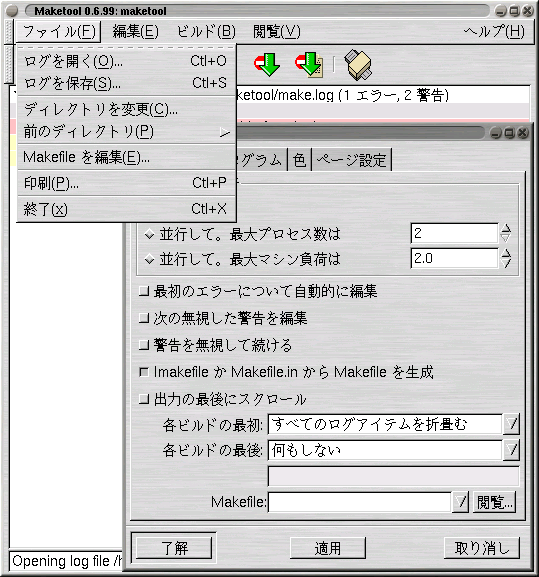 Maketool 0.6.99: maketool
ファイル(F) 編集(E) ビルド(B) 閲覧(V) ヘルプ(H)
ログを開く(O)... Ctl+O
ログを保存(S)... Ctl+S
ディレクトリを変更(C)...
前のディレクトリ(P)
Makefile を編集(E)...
印刷(P)... Ctl+P
終了(x) Ctl+X
ketool/make.log (1 エラー, 2 警告)
グラム 色 ページ設定
並行して。最大プロセス数は 2
並行して。最大マシン負荷は 2.0
最初のエラーについて自動的に編集
次の無視した警告を編集
警告を無視して続ける
Imakefile か Makefile.in から Makefile を生成
出力の最後にスクロール
各ビルドの最初: すべてのログアイテムを折畳む
各ビルドの最後: 何もしない
Makefile: 閲覧...
了解 適用 取り消し
Opening log file /h